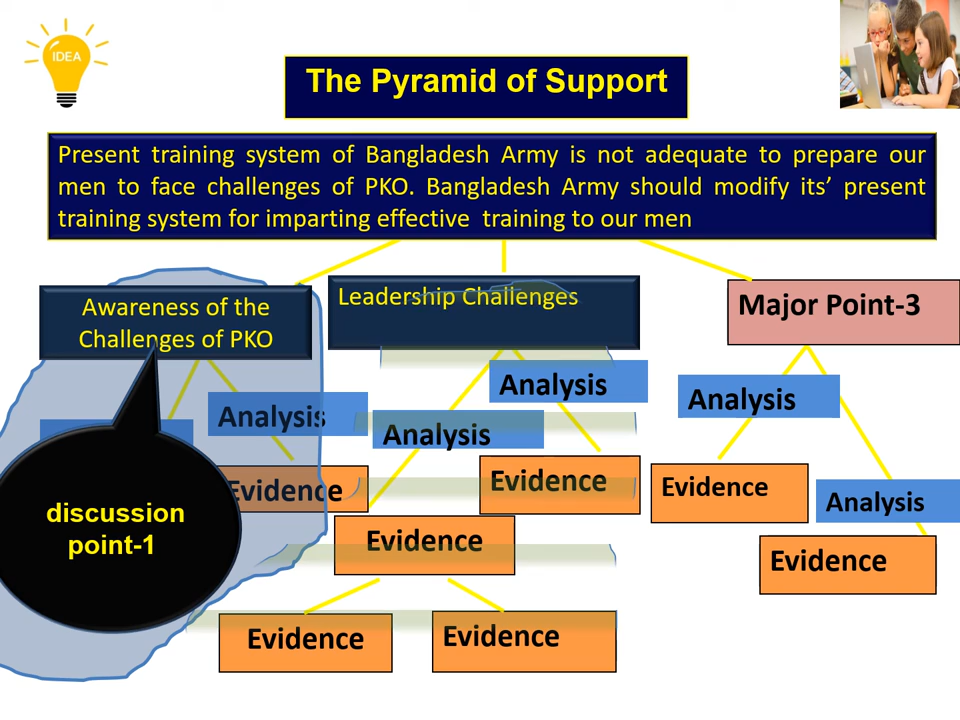 IDEA
The Pyramid of Support
Present training system of Bangladesh Army is not adequate to prepare our
men to face challenges of PKO. Bangladesh Army should modify its’ present
training system for imparting effective training to our men
Awareness of the
Challenges of PKO
Leadership Challenges
Major Point-3
Analysis
Analysis
Analysis
Analysis
Evidence
Evidence
Evidence
Analysis
Evidence
Evidence
discussion
point-1
Evidence
Evidence